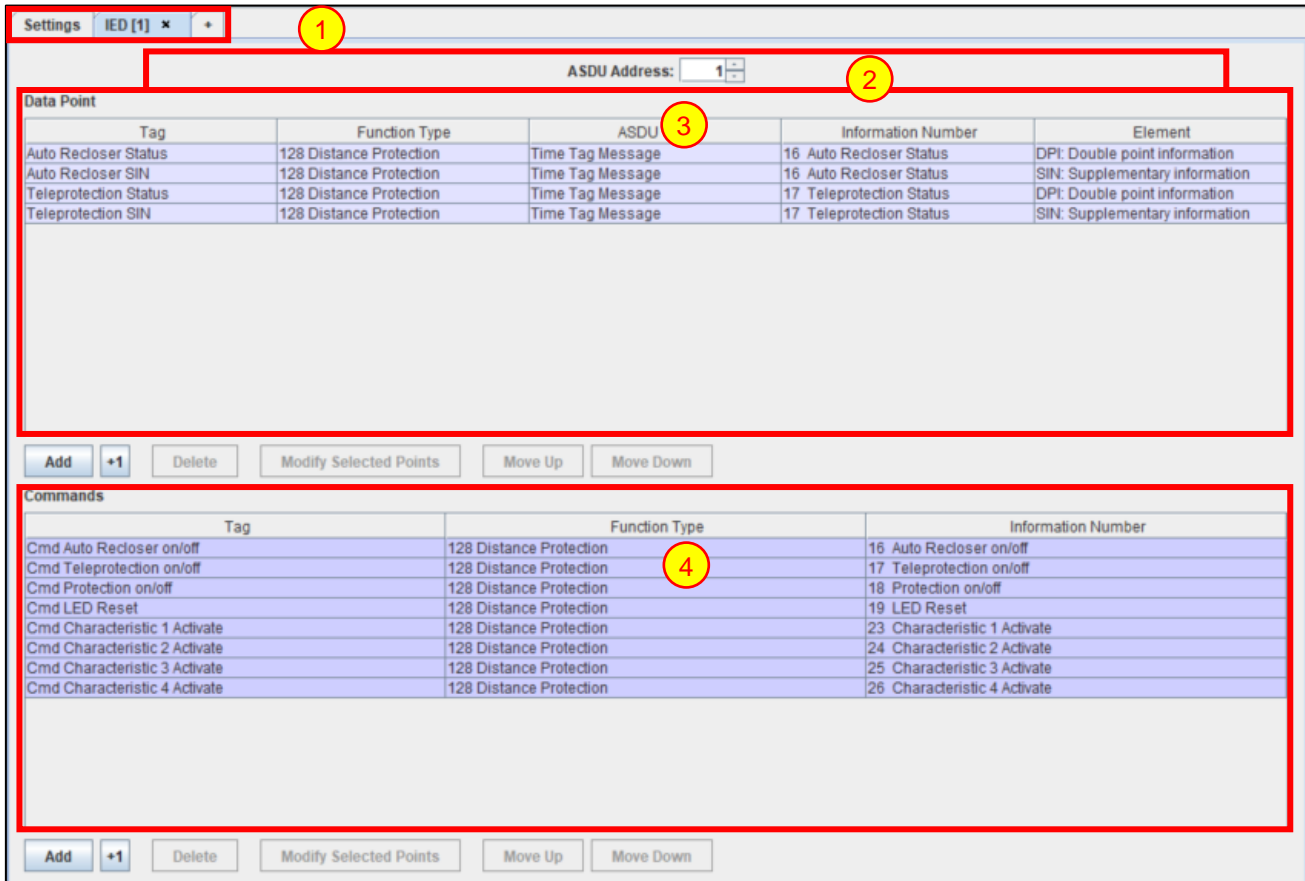 Settings IED [1] × +
1
ASDU Address: 1
2
Data Point
3
Tag Function Type ASDU Information Number Element
Auto Recloser Status 128 Distance Protection Time Tag Message 16 Auto Recloser Status DPI: Double point information
Auto Recloser SIN 128 Distance Protection Time Tag Message 16 Auto Recloser Status SIN: Supplementary information
Teleprotection Status 128 Distance Protection Time Tag Message 17 Teleprotection Status DPI: Double point information
Teleprotection SIN 128 Distance Protection Time Tag Message 17 Teleprotection Status SIN: Supplementary information
Add +1 Delete Modify Selected Points Move Up Move Down
Commands
Tag Function Type Information Number
Cmd Auto Recloser on/off 128 Distance Protection 16 Auto Recloser on/off
Cmd Teleprotection on/off 128 Distance Protection 17 Teleprotection on/off
4
Cmd Protection on/off 128 Distance Protection 18 Protection on/off
Cmd LED Reset 128 Distance Protection 19 LED Reset
Cmd Characteristic 1 Activate 128 Distance Protection 23 Characteristic 1 Activate
Cmd Characteristic 2 Activate 128 Distance Protection 24 Characteristic 2 Activate
Cmd Characteristic 3 Activate 128 Distance Protection 25 Characteristic 3 Activate
Cmd Characteristic 4 Activate 128 Distance Protection 26 Characteristic 4 Activate
Add +1 Delete Modify Selected Points Move Up Move Down